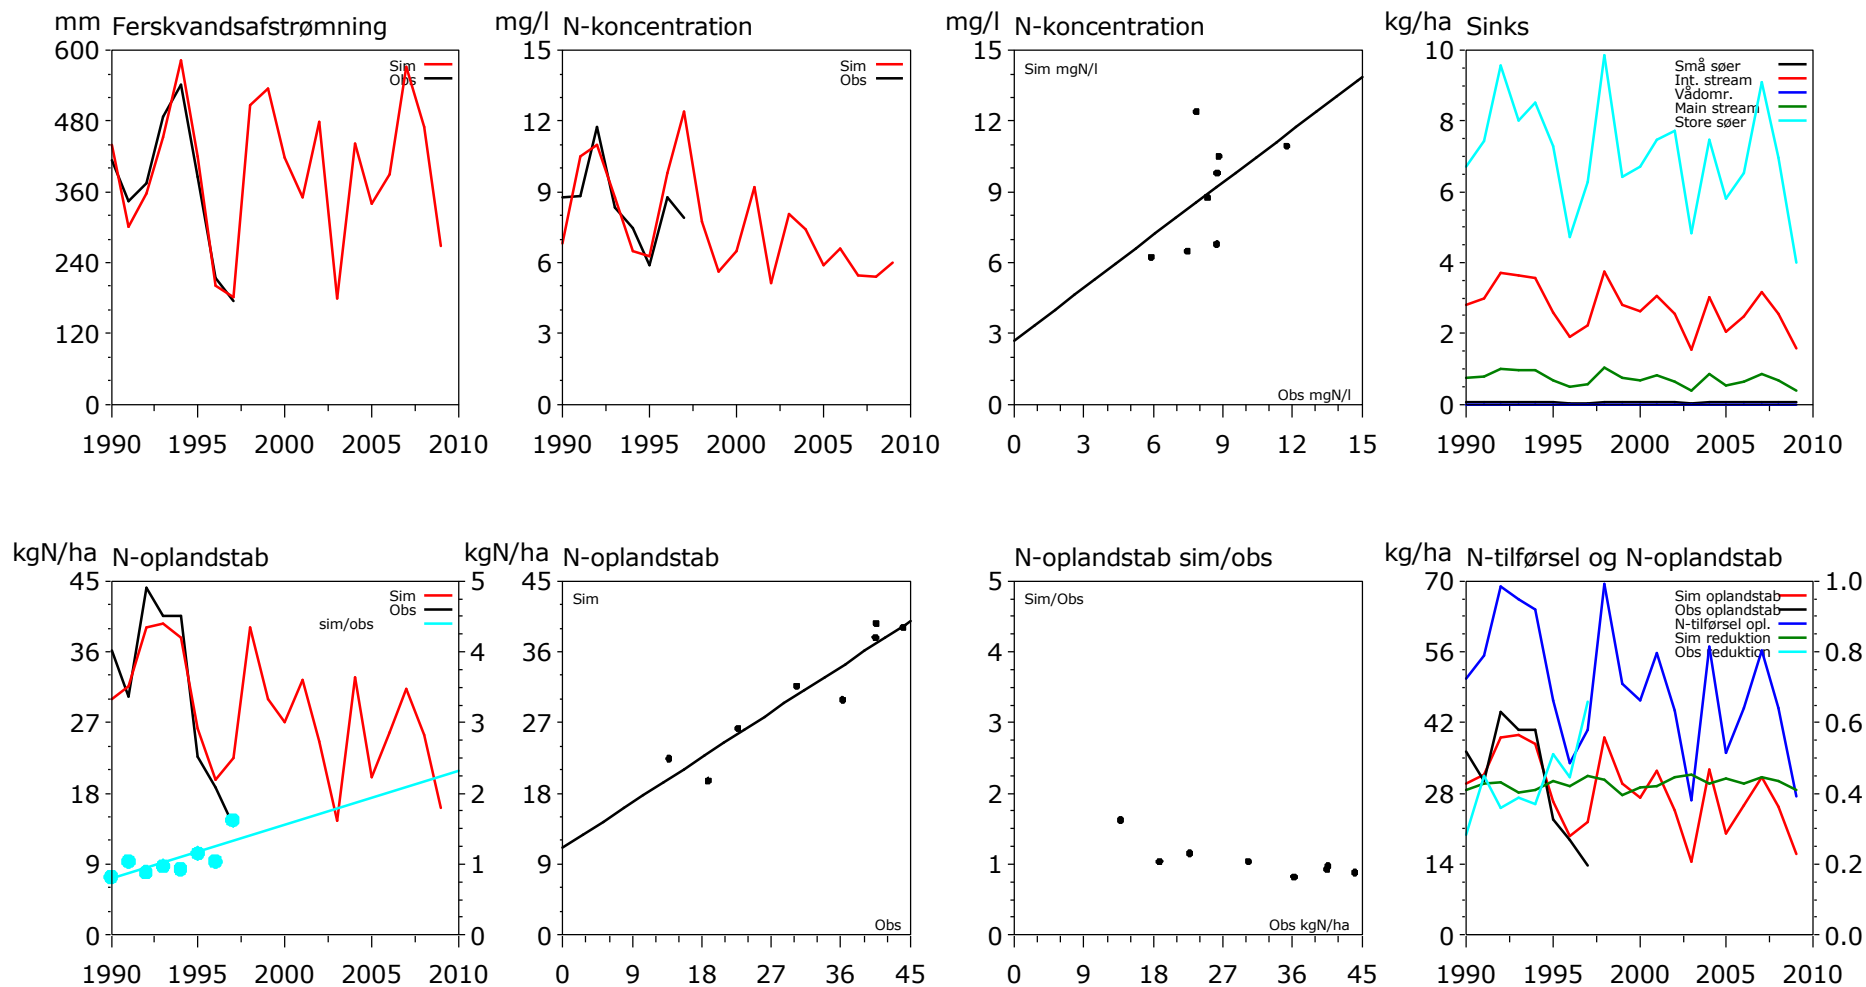 mm Ferskvandsafstrømning
600
480
360
240
120
0
1990 1995 2000 2005 2010
Sim
Obs
mg/l N-koncentration
15
12
9
6
3
0
1990 1995 2000 2005 2010
Sim
Obs
mg/l N-koncentration
15
12
9
6
3
0
0 3 6 9 12 15
Sim mgN/l
Obs mgN/l
kg/ha Sinks
10
8
6
4
2
0
1990 1995 2000 2005 2010
Små søer
Int. stream
Vådomr.
Main stream
Store søer
kgN/ha N-oplandstab
45
36
27
18
9
0
5
4
3
2
1
0
1990 1995 2000 2005 2010
Sim
Obs
sim/obs
kgN/ha N-oplandstab
45
36
27
18
9
0
0 9 18 27 36 45
Sim
Obs
N-oplandstab sim/obs
5
4
3
2
1
0
0 9 18 27 36 45
Sim/Obs
Obs kgN/ha
kg/ha N-tilførsel og N-oplandstab
70
56
42
28
14
0
1.0
0.8
0.6
0.4
0.2
0.0
1990 1995 2000 2005 2010
Sim oplandstab
Obs oplandstab
N-tilførsel opl.
Sim reduktion
Obs reduktion